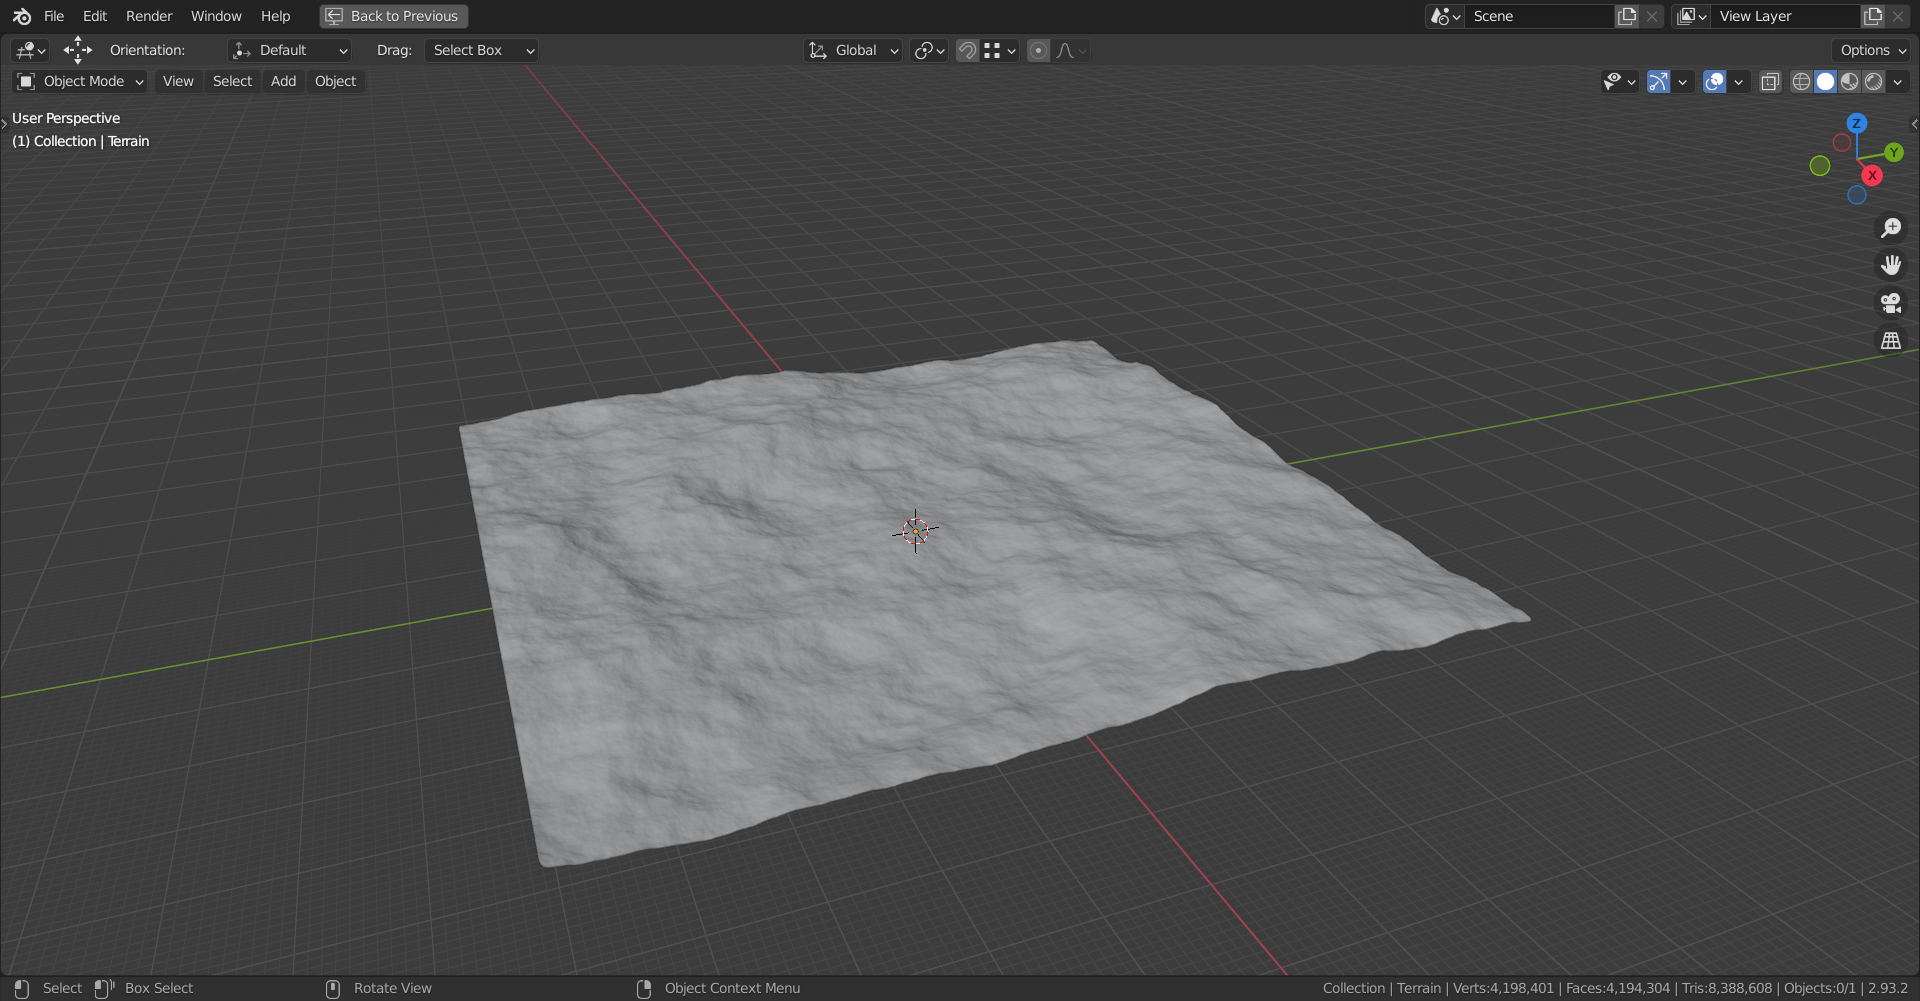 File Edit Render Window Help Back to Previous Scene View Layer
Orientation: Default Drag: Select Box Global Options
Object Mode View Select Add Object
User Perspective
(1) Collection | Terrain
Z
Y
X
Select Box Select Rotate View Object Context Menu Collection | Terrain | Verts:4,198,401 | Faces:4,194,304 | Tris:8,388,608 | Objects:0/1 | 2.93.2